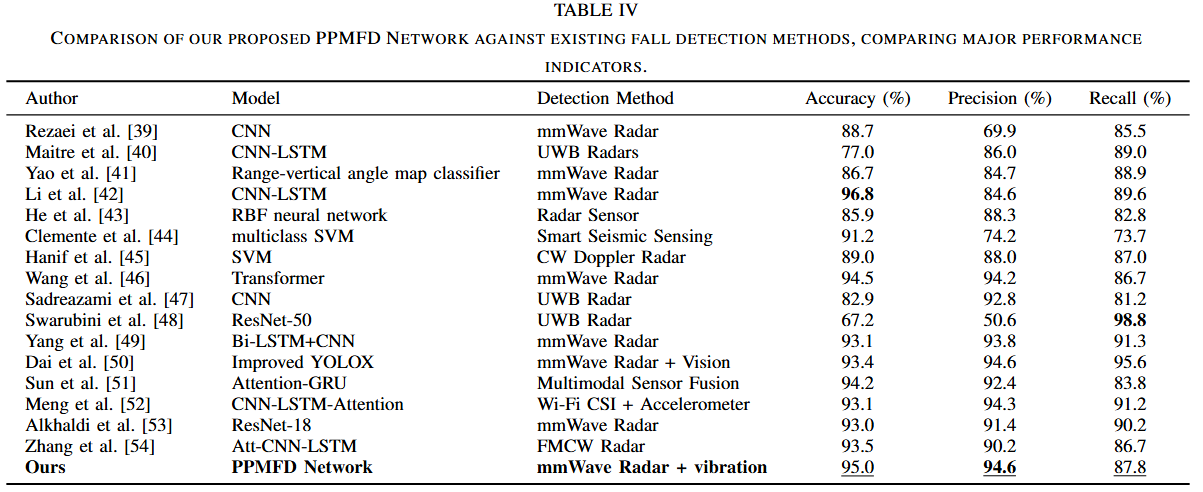 TABLE IV
COMPARISON OF OUR PROPOSED PPMFD NETWORK AGAINST EXISTING FALL DETECTION METHODS, COMPARING MAJOR PERFORMANCE
INDICATORS.
Author Model Detection Method Accuracy (%) Precision (%) Recall (%)
Rezaei et al. [39] CNN mmWave Radar 88.7 69.9 85.5
Maitre et al. [40] CNN-LSTM UWB Radars 77.0 86.0 89.0
Yao et al. [41] Range-vertical angle map classifier mmWave Radar 86.7 84.7 88.9
Li et al. [42] CNN-LSTM mmWave Radar 96.8 84.6 89.6
He et al. [43] RBF neural network Radar Sensor 85.9 88.3 82.8
Clemente et al. [44] multiclass SVM Smart Seismic Sensing 91.2 74.2 73.7
Hanif et al. [45] SVM CW Doppler Radar 89.0 88.0 87.0
Wang et al. [46] Transformer mmWave Radar 94.5 94.2 86.7
Sadreazami et al. [47] CNN UWB Radar 82.9 92.8 81.2
Swarubini et al. [48] ResNet-50 UWB Radar 67.2 50.6 98.8
Yang et al. [49] Bi-LSTM+CNN mmWave Radar 93.1 93.8 91.3
Dai et al. [50] Improved YOLOX mmWave Radar + Vision 93.4 94.6 95.6
Sun et al. [51] Attention-GRU Multimodal Sensor Fusion 94.2 92.4 83.8
Meng et al. [52] CNN-LSTM-Attention Wi-Fi CSI + Accelerometer 93.1 94.3 91.2
Alkhaldi et al. [53] ResNet-18 mmWave Radar 93.0 91.4 90.2
Zhang et al. [54] Att-CNN-LSTM FMCW Radar 93.5 90.2 86.7
Ours PPMFD Network mmWave Radar + vibration 95.0 94.6 87.8